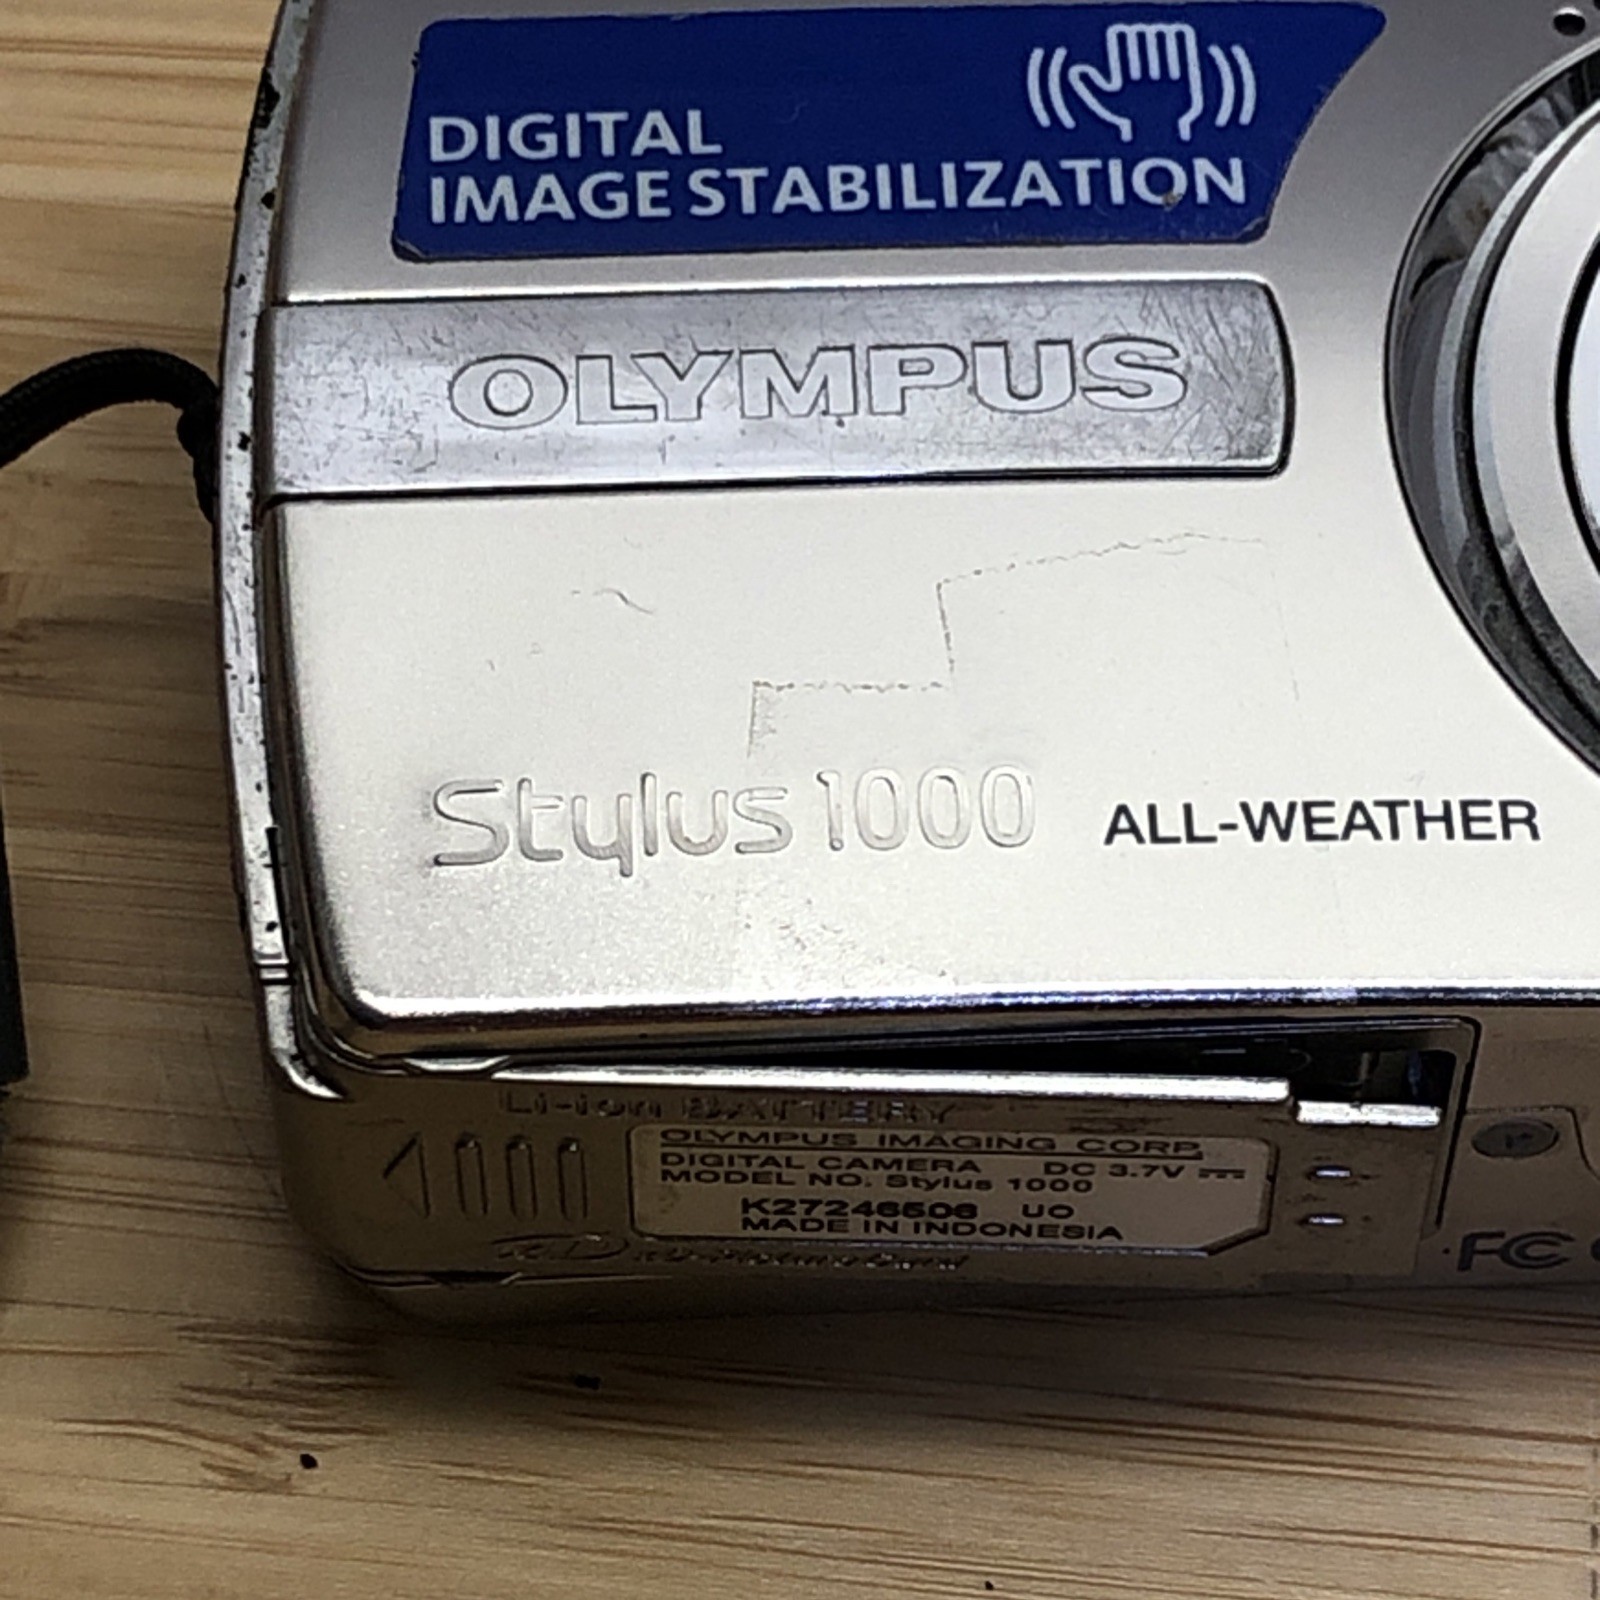 DIGITAL
IMAGE STABILIZATION
OLYMPUS
Stylus 1000
ALL-WEATHER
Li-ion BATTERY
OLYMPUS IMAGING CORP.
DIGITAL CAMERA DC 3.7V
MODEL NO. Stylus 1000
K27246506 UO
MADE IN INDONESIA
FC